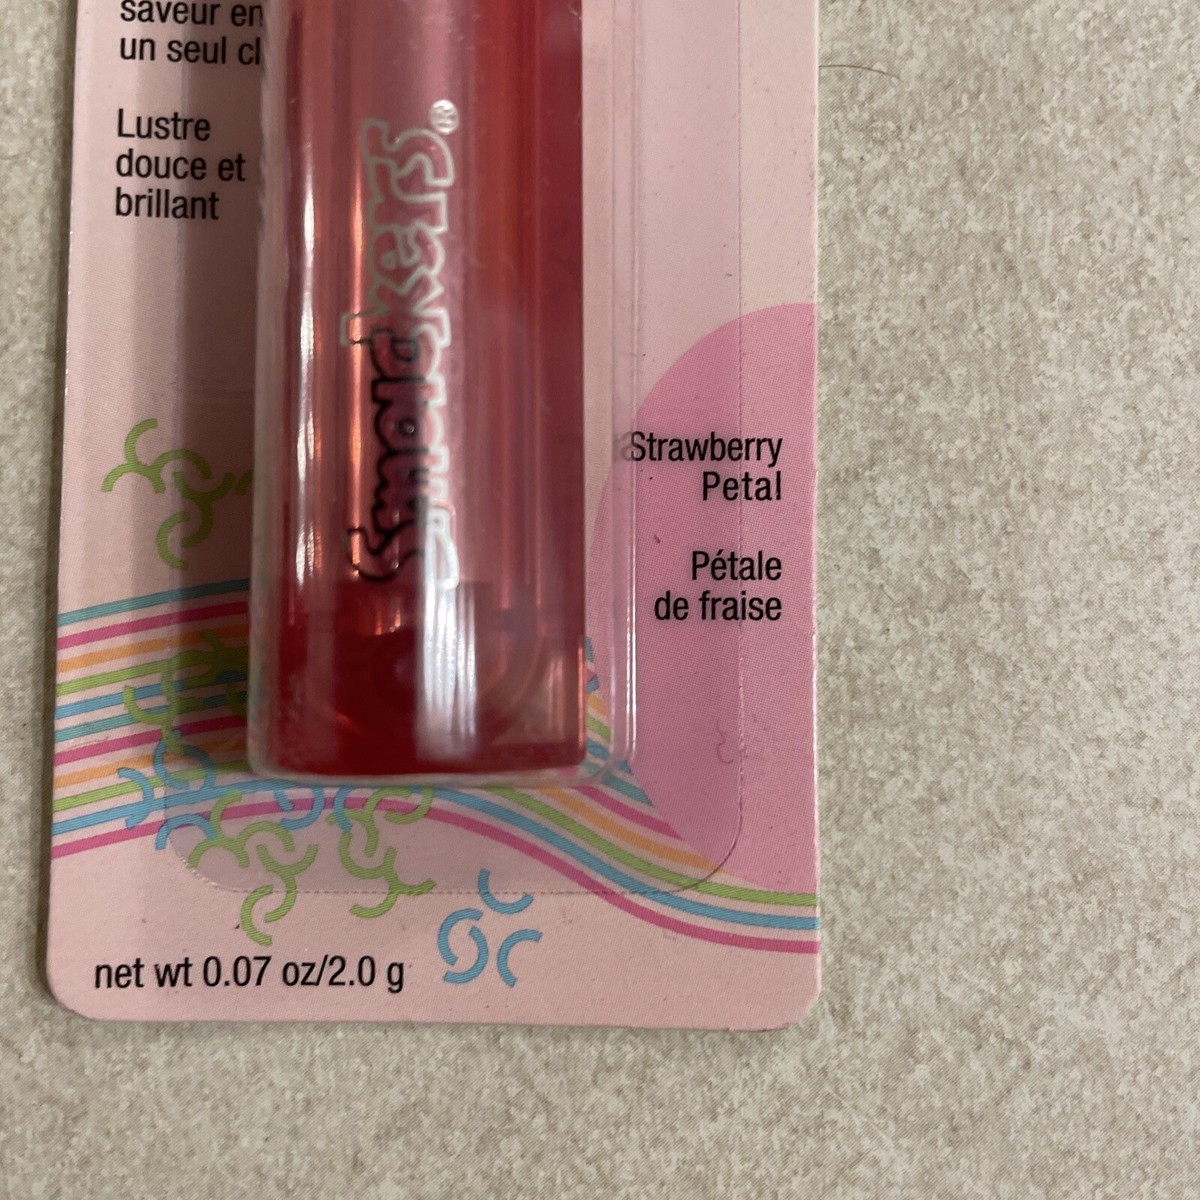 saveur en
un seul cl
Lustre
douce et
brillant
Smackers®
Strawberry
Petal
Pétale
de fraise
net wt 0.07 oz/2.0 g